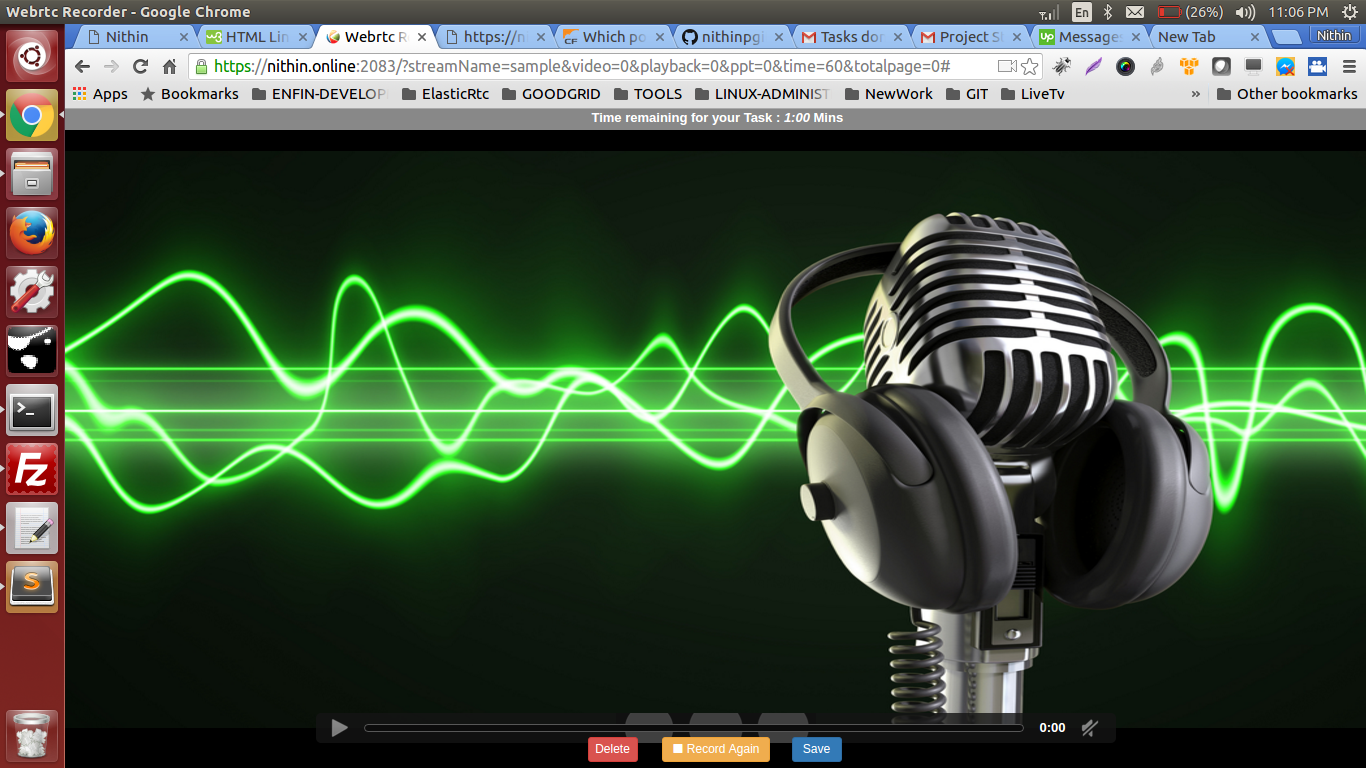 Webrtc Recorder - Google Chrome
En
(26%)
11:06 PM
Nithin
HTML Lin
Webrtc R
https://n
Which po
nithinpgi
Tasks don
Project St
Messages
New Tab
Nithin
https://nithin.online:2083/?streamName=sample&video=0&playback=0&ppt=0&time=60&totalpage=0#
Apps
Bookmarks
ENFIN-DEVELOP
ElasticRtc
GOODGRID
TOOLS
LINUX-ADMINIST
NewWork
GIT
LiveTv
»
Other bookmarks
Time remaining for your Task : 1:00 Mins
0:00
Delete
Record Again
Save